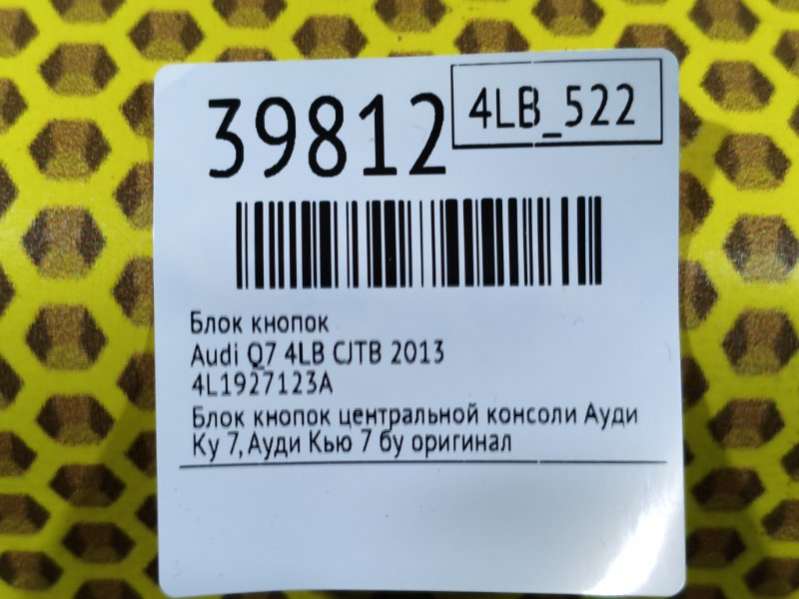 39812
4LB_522
Блок кнопок
Audi Q7 4LB CJTB 2013
4L1927123A
Блок кнопок центральной консоли Ауди
Ку 7, Ауди Кью 7 бу оригинал